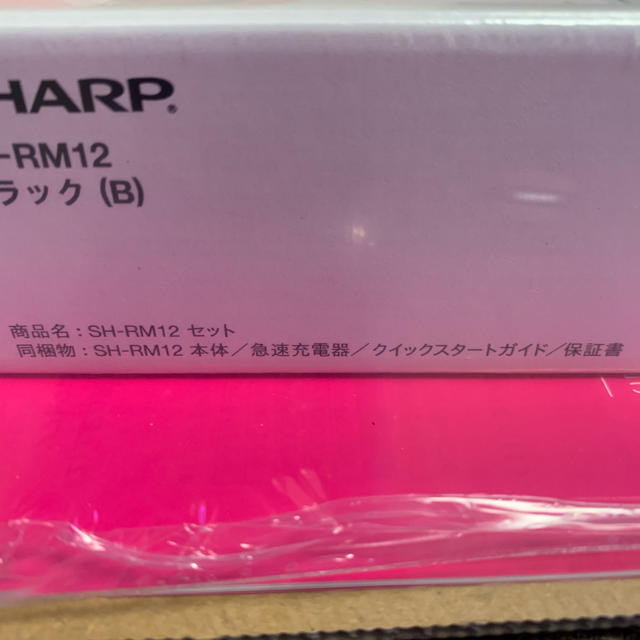 HARP
-RM12
ラック (B)
商品名：SH-RM12 セット
同梱物：SH-RM12 本体／急速充電器／クイックスタートガイド／保証書